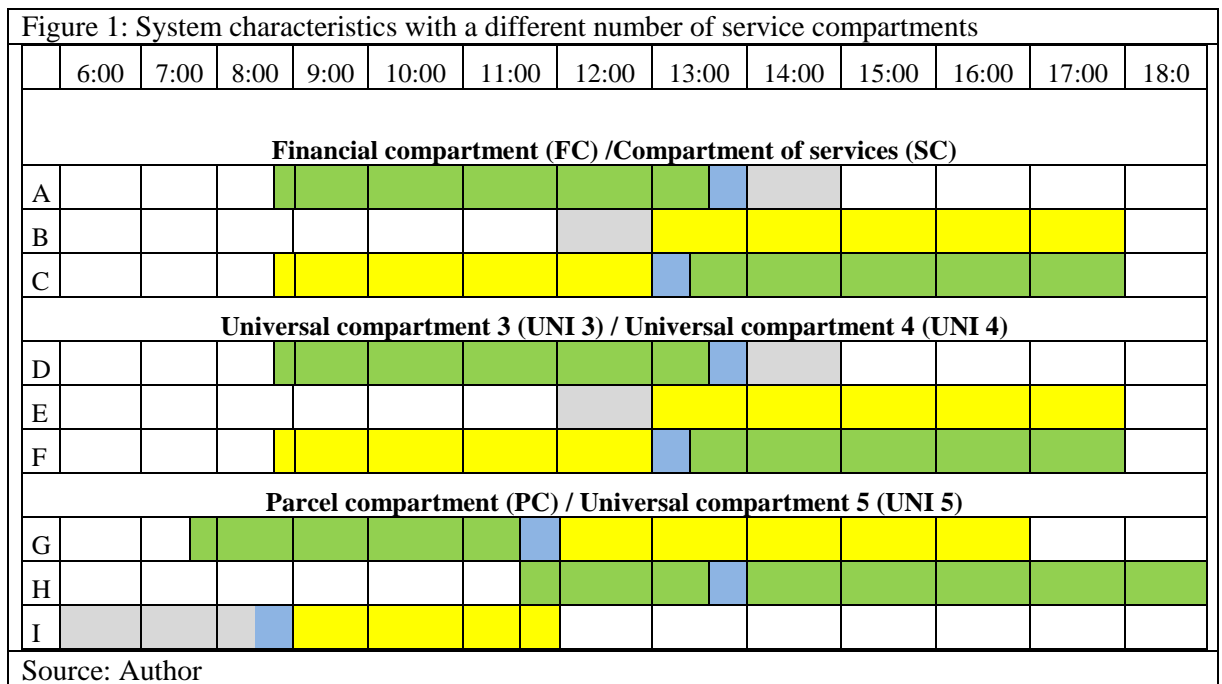 Figure 1: System characteristics with a different number of service compartments
6:00 7:00 8:00 9:00 10:00 11:00 12:00 13:00 14:00 15:00 16:00 17:00 18:0
Financial compartment (FC) /Compartment of services (SC)
A
B
C
Universal compartment 3 (UNI 3) / Universal compartment 4 (UNI 4)
D
E
F
Parcel compartment (PC) / Universal compartment 5 (UNI 5)
G
H
I
Source: Author